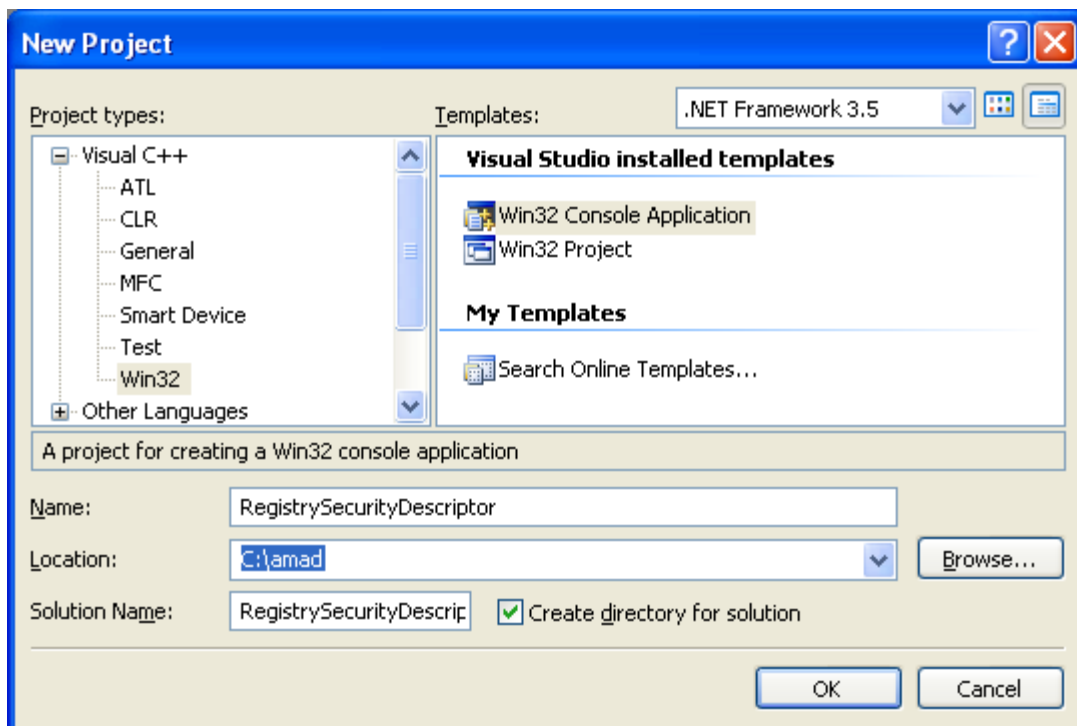 New Project
Project types:
Templates:
.NET Framework 3.5
Visual C++
ATL
CLR
General
MFC
Smart Device
Test
Win32
Other Languages
Visual Studio installed templates
Win32 Console Application
Win32 Project
My Templates
Search Online Templates...
A project for creating a Win32 console application
Name:
RegistrySecurityDescriptor
Location:
C:\amad
Browse...
Solution Name:
RegistrySecurityDescrip
Create directory for solution
OK
Cancel